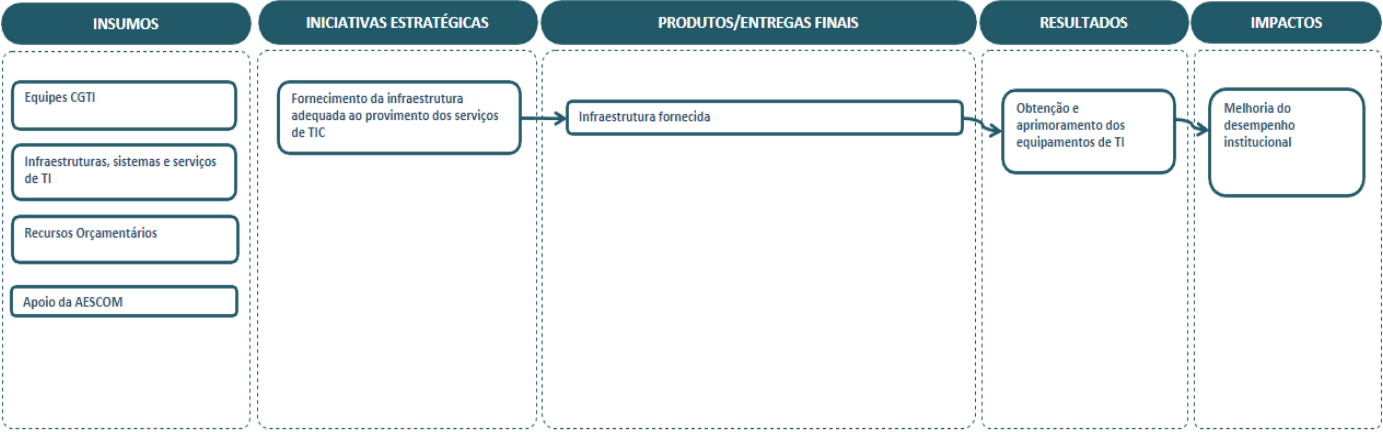 INSUMOS
INICIATIVAS ESTRATÉGICAS
PRODUTOS/ENTREGAS FINAIS
RESULTADOS
IMPACTOS
Equipes CGTI
Infraestruturas, sistemas e serviços
de TI
Recursos Orçamentários
Apoio da AESCOM
Fornecimento da infraestrutura
adequada ao provimento dos serviços
de TIC
Infraestrutura fornecida
Obtenção e
aprimoramento dos
equipamentos de TI
Melhoria do
desempenho
institucional